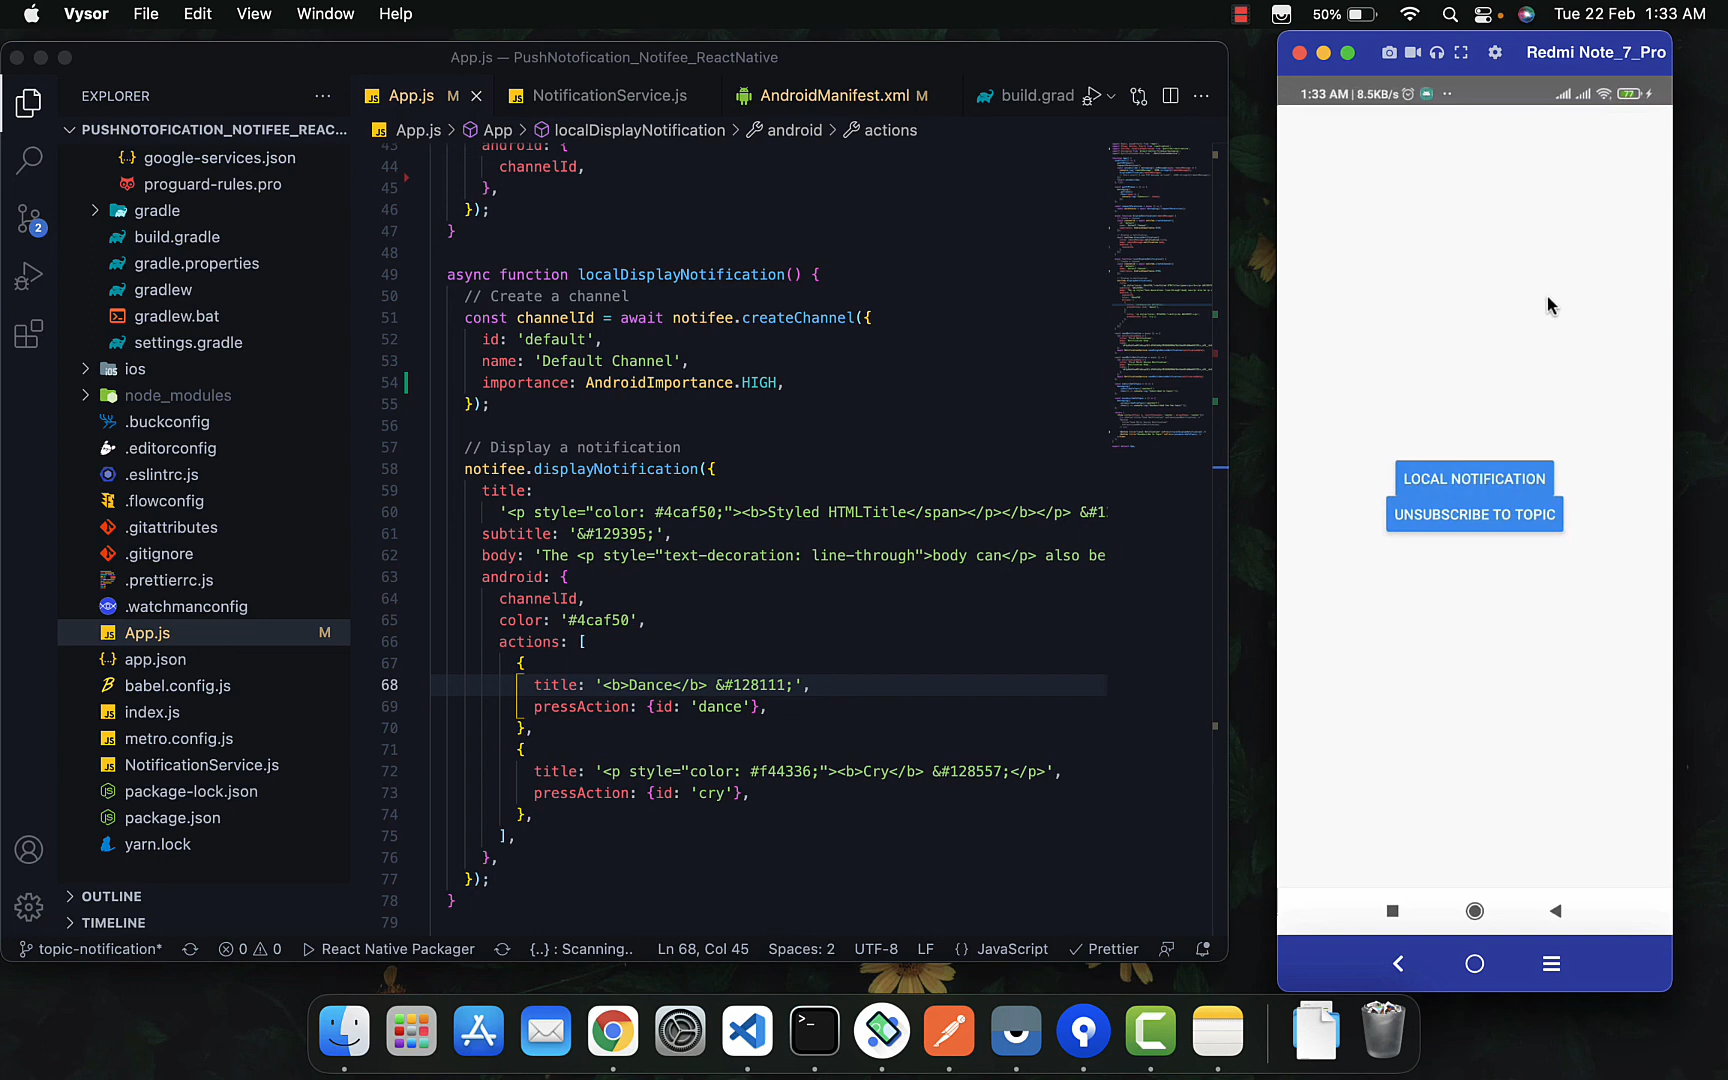 Vysor File Edit View Window Help
50% Tue 22 Feb 1:33 AM
App.js — PushNotofication_Notifee_ReactNative
EXPLORER
PUSHNOTOFICATION_NOTIFEE_REAC...
google-services.json
proguard-rules.pro
gradle
build.gradle
gradle.properties
gradlew
gradlew.bat
settings.gradle
ios
node_modules
.buckconfig
.editorconfig
.eslintrc.js
.flowconfig
.gitattributes
.gitignore
.prettierrc.js
.watchmanconfig
App.js M
app.json
babel.config.js
index.js
metro.config.js
NotificationService.js
package-lock.json
package.json
yarn.lock
OUTLINE
TIMELINE
2
App.js M NotificationService.js AndroidManifest.xml M build.grad
App.js > App > localDisplayNotification > android > actions
43 android: {
44 channelId,
45 },
46 });
47 }
48
49 async function localDisplayNotification() {
50 // Create a channel
51 const channelId = await notifee.createChannel({
52 id: 'default',
53 name: 'Default Channel',
54 importance: AndroidImportance.HIGH,
55 });
56
57 // Display a notification
58 notifee.displayNotification({
59 title:
60 '<p style="color: #4caf50;"><b>Styled HTMLTitle</span></p></b></p> &#1
61 subtitle: '&#129395;',
62 body: 'The <p style="text-decoration: line-through">body can</p> also be
63 android: {
64 channelId,
65 color: '#4caf50',
66 actions: [
67 {
68 title: '<b>Dance</b> &#128111;',
69 pressAction: {id: 'dance'},
70 },
71 {
72 title: '<p style="color: #f44336;"><b>Cry</b> &#128557;</p>',
73 pressAction: {id: 'cry'},
74 },
75 ],
76 },
77 });
78 }
79
topic-notification* 0 0 React Native Packager {..} : Scanning.. Ln 68, Col 45 Spaces: 2 UTF-8 LF {} JavaScript Prettier
Redmi Note_7_Pro
1:33 AM | 8.5KB/s 77
LOCAL NOTIFICATION
UNSUBSCRIBE TO TOPIC